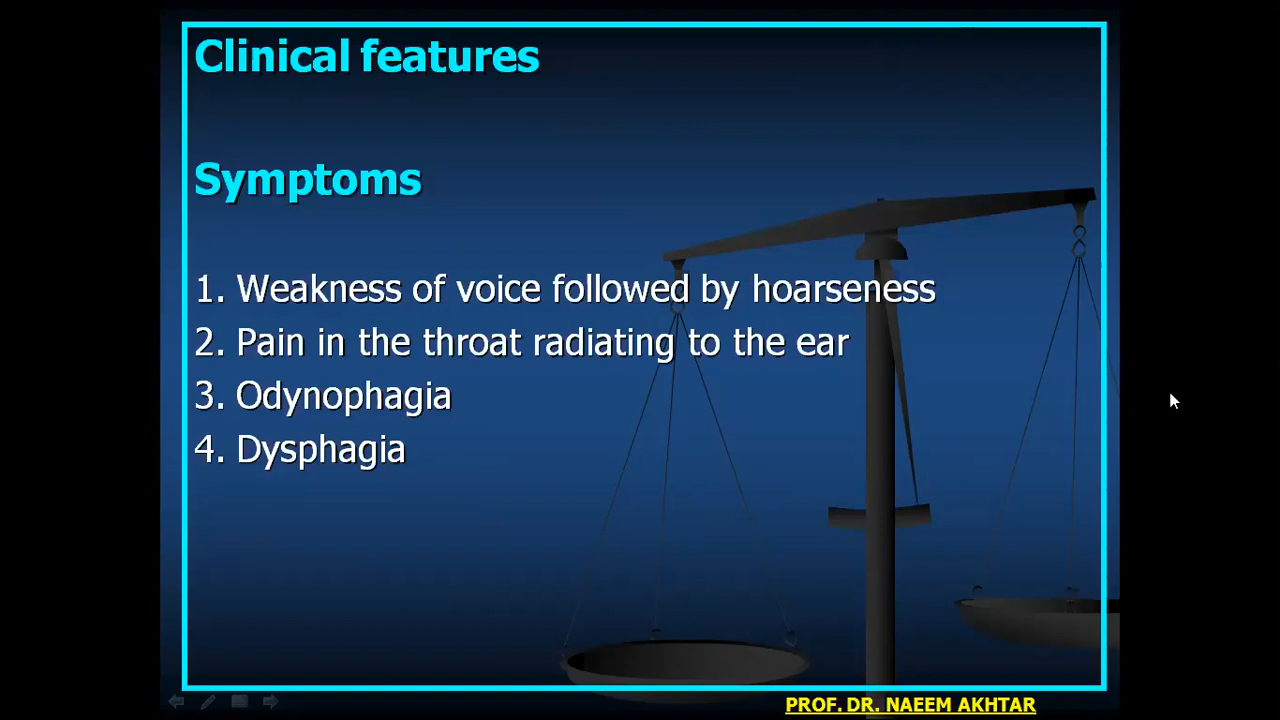 Clinical features
Symptoms
1. Weakness of voice followed by hoarseness
2. Pain in the throat radiating to the ear
3. Odynophagia
4. Dysphagia
PROF. DR. NAEEM AKHTAR